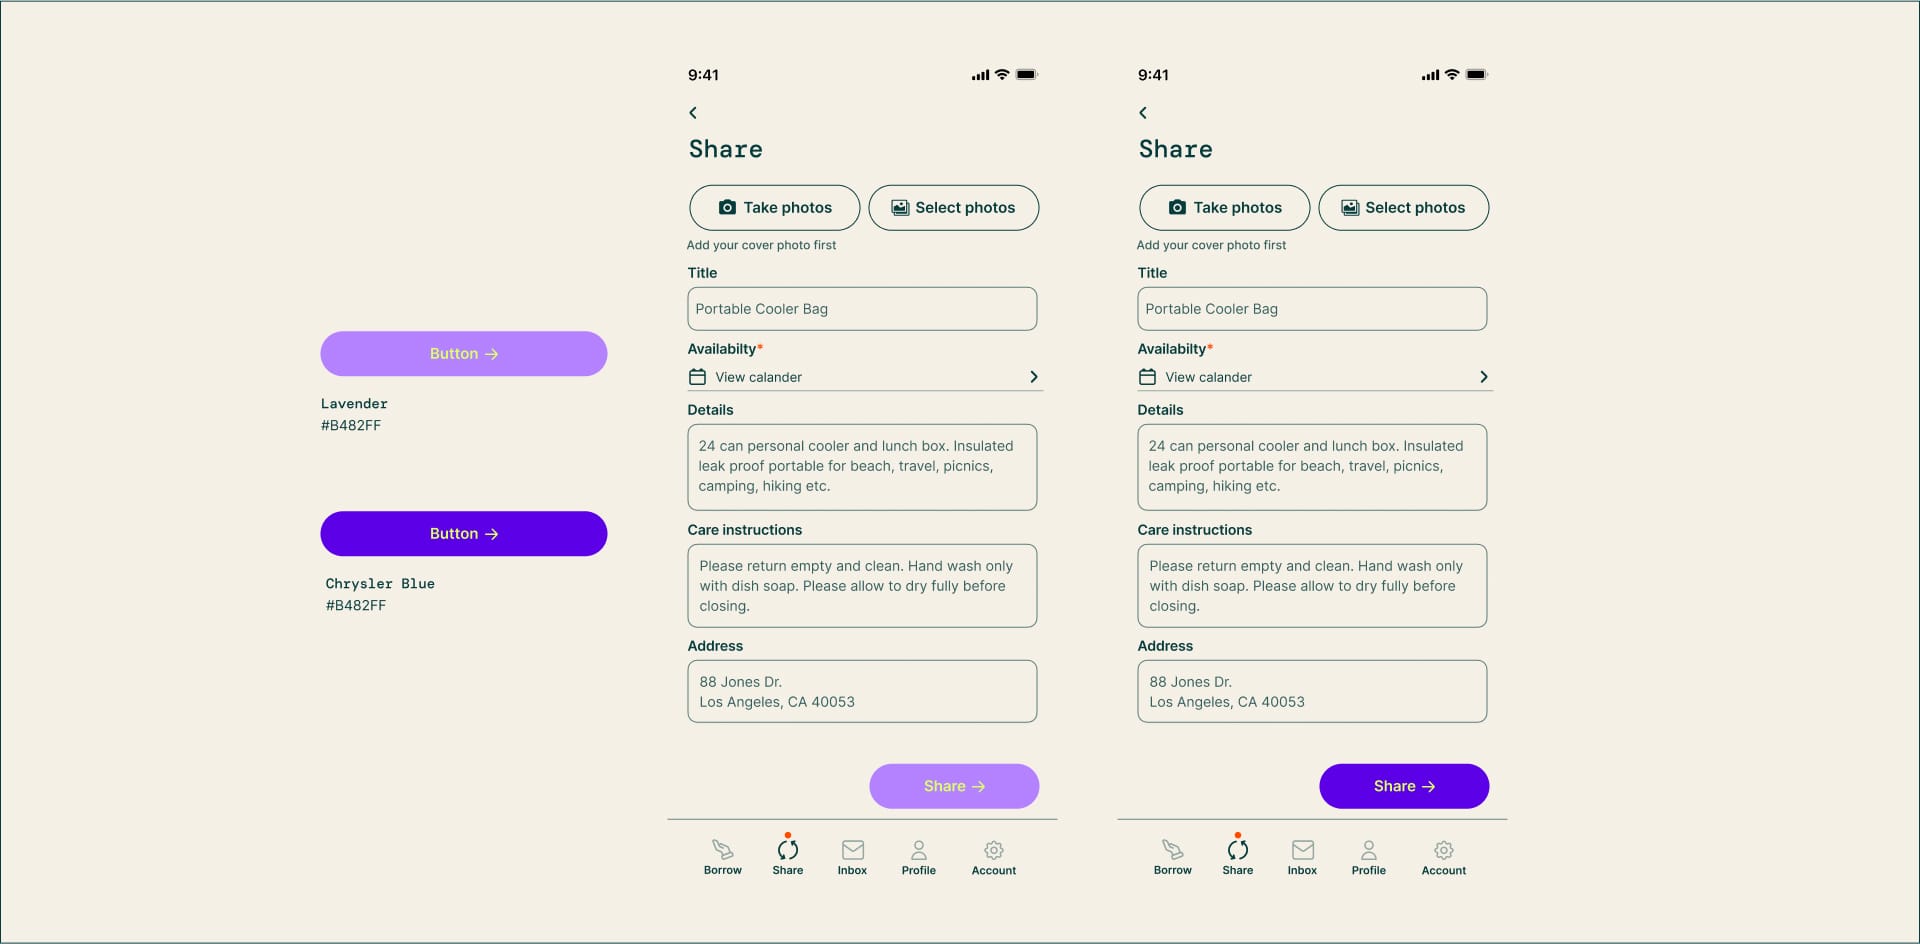 Button →
Lavender
#B482FF
Button →
Chrysler Blue
#B482FF
9:41
Share
Take photos
Select photos
Add your cover photo first
Title
Portable Cooler Bag
Availabilty*
View calander
Details
24 can personal cooler and lunch box. Insulated
leak proof portable for beach, travel, picnics,
camping, hiking etc.
Care instructions
Please return empty and clean. Hand wash only
with dish soap. Please allow to dry fully before
closing.
Address
88 Jones Dr.
Los Angeles, CA 40053
Share →
Borrow
Share
Inbox
Profile
Account
9:41
Share
Take photos
Select photos
Add your cover photo first
Title
Portable Cooler Bag
Availabilty*
View calander
Details
24 can personal cooler and lunch box. Insulated
leak proof portable for beach, travel, picnics,
camping, hiking etc.
Care instructions
Please return empty and clean. Hand wash only
with dish soap. Please allow to dry fully before
closing.
Address
88 Jones Dr.
Los Angeles, CA 40053
Share →
Borrow
Share
Inbox
Profile
Account